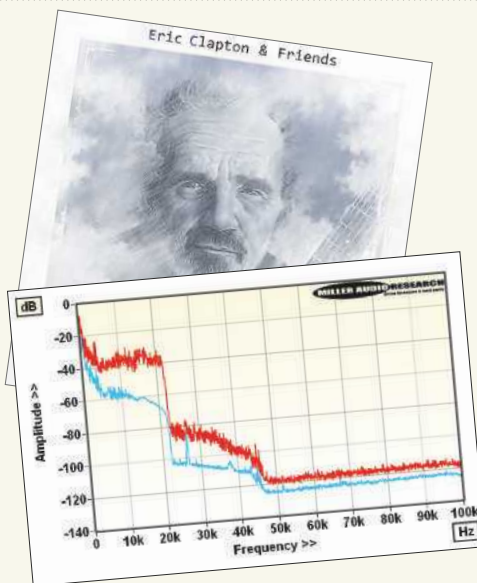 Eric Clapton & Friends
dB
MILLER AUDIO RESEARCH
0
-20
-40
-60
-80
-100
-120
-140
Amplitude >>
0 10k 20k 30k 40k 50k 60k 70k 80k 90k 100k
Frequency >>
Hz